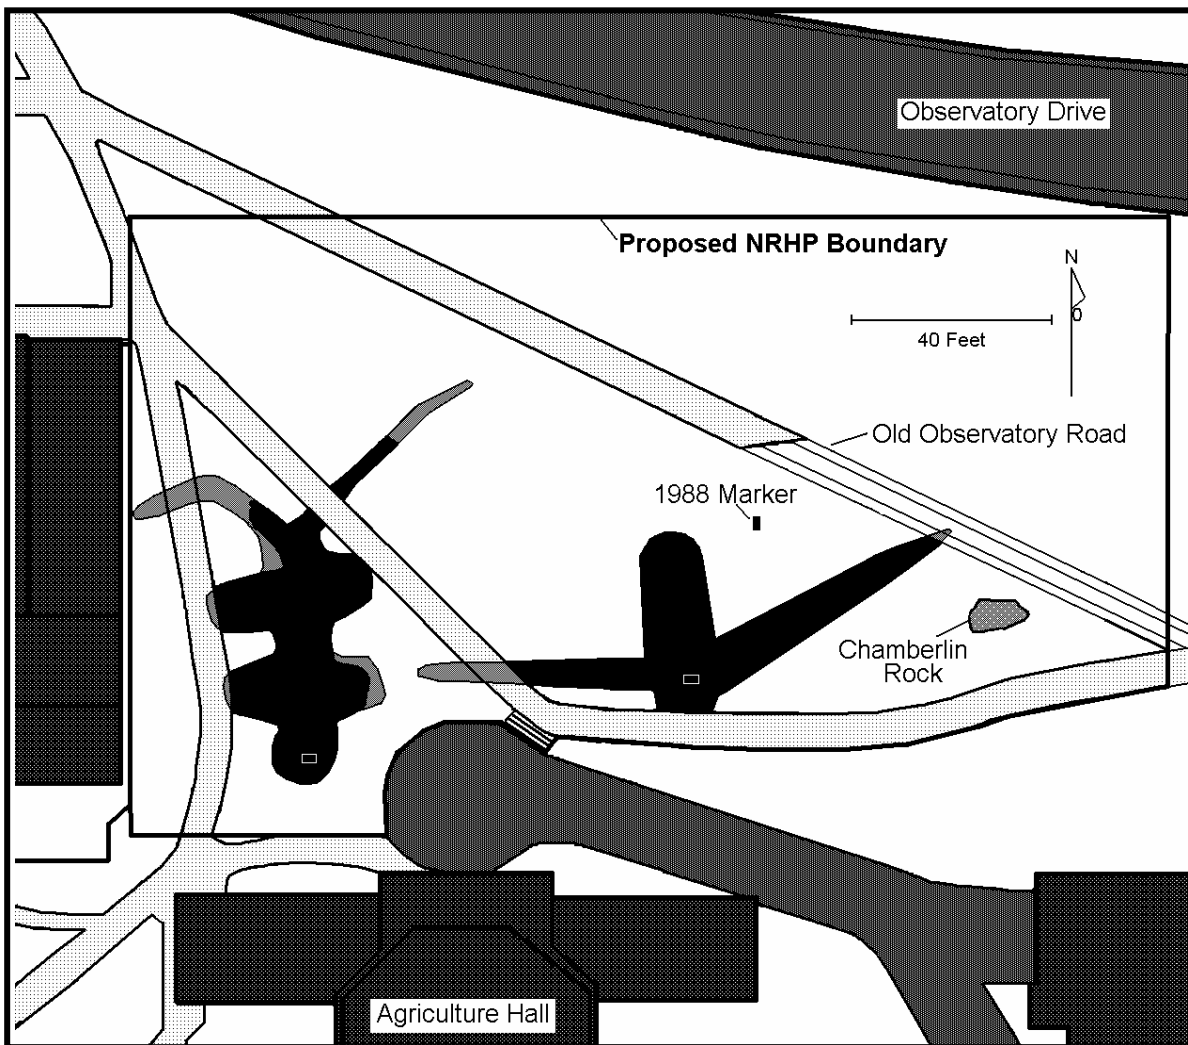 Observatory Drive
Proposed NRHP Boundary
N
0
40 Feet
Old Observatory Road
1988 Marker
Chamberlin
Rock
Agriculture Hall